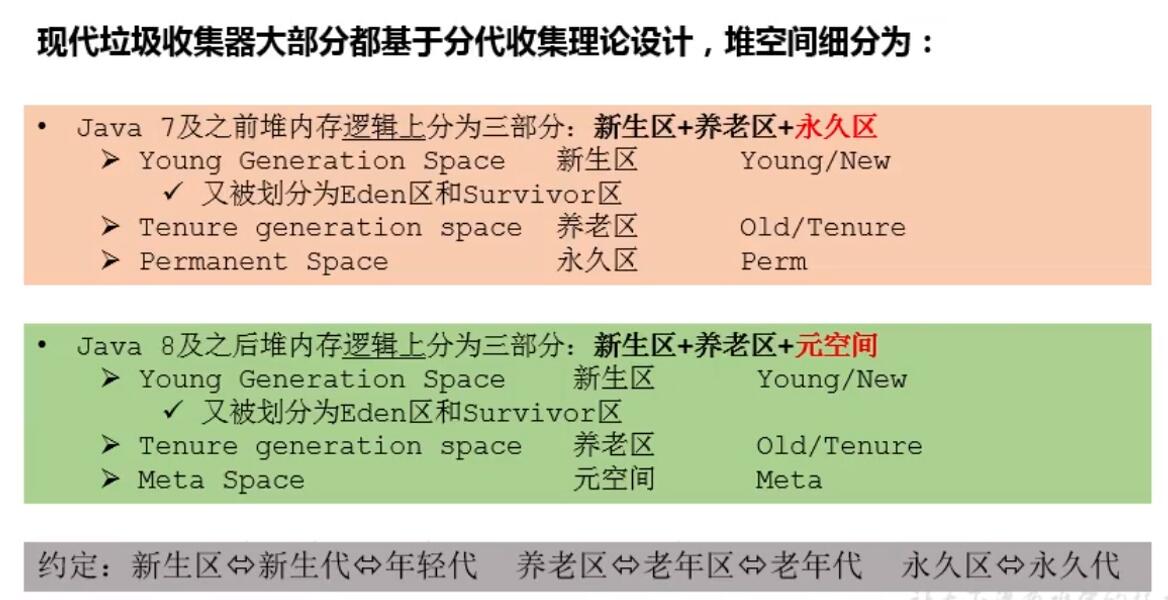 现代垃圾收集器大部分都基于分代收集理论设计，堆空间细分为：
• Java 7及之前堆内存逻辑上分为三部分：新生区+养老区+永久区
➤ Young Generation Space 新生区 Young/New
✓ 又被划分为Eden区和Survivor区
➤ Tenure generation space 养老区 Old/Tenure
➤ Permanent Space 永久区 Perm
• Java 8及之后堆内存逻辑上分为三部分：新生区+养老区+元空间
➤ Young Generation Space 新生区 Young/New
✓ 又被划分为Eden区和Survivor区
➤ Tenure generation space 养老区 Old/Tenure
➤ Meta Space 元空间 Meta
约定：新生区⇔新生代⇔年轻代 养老区⇔老年区⇔老年代 永久区⇔永久代